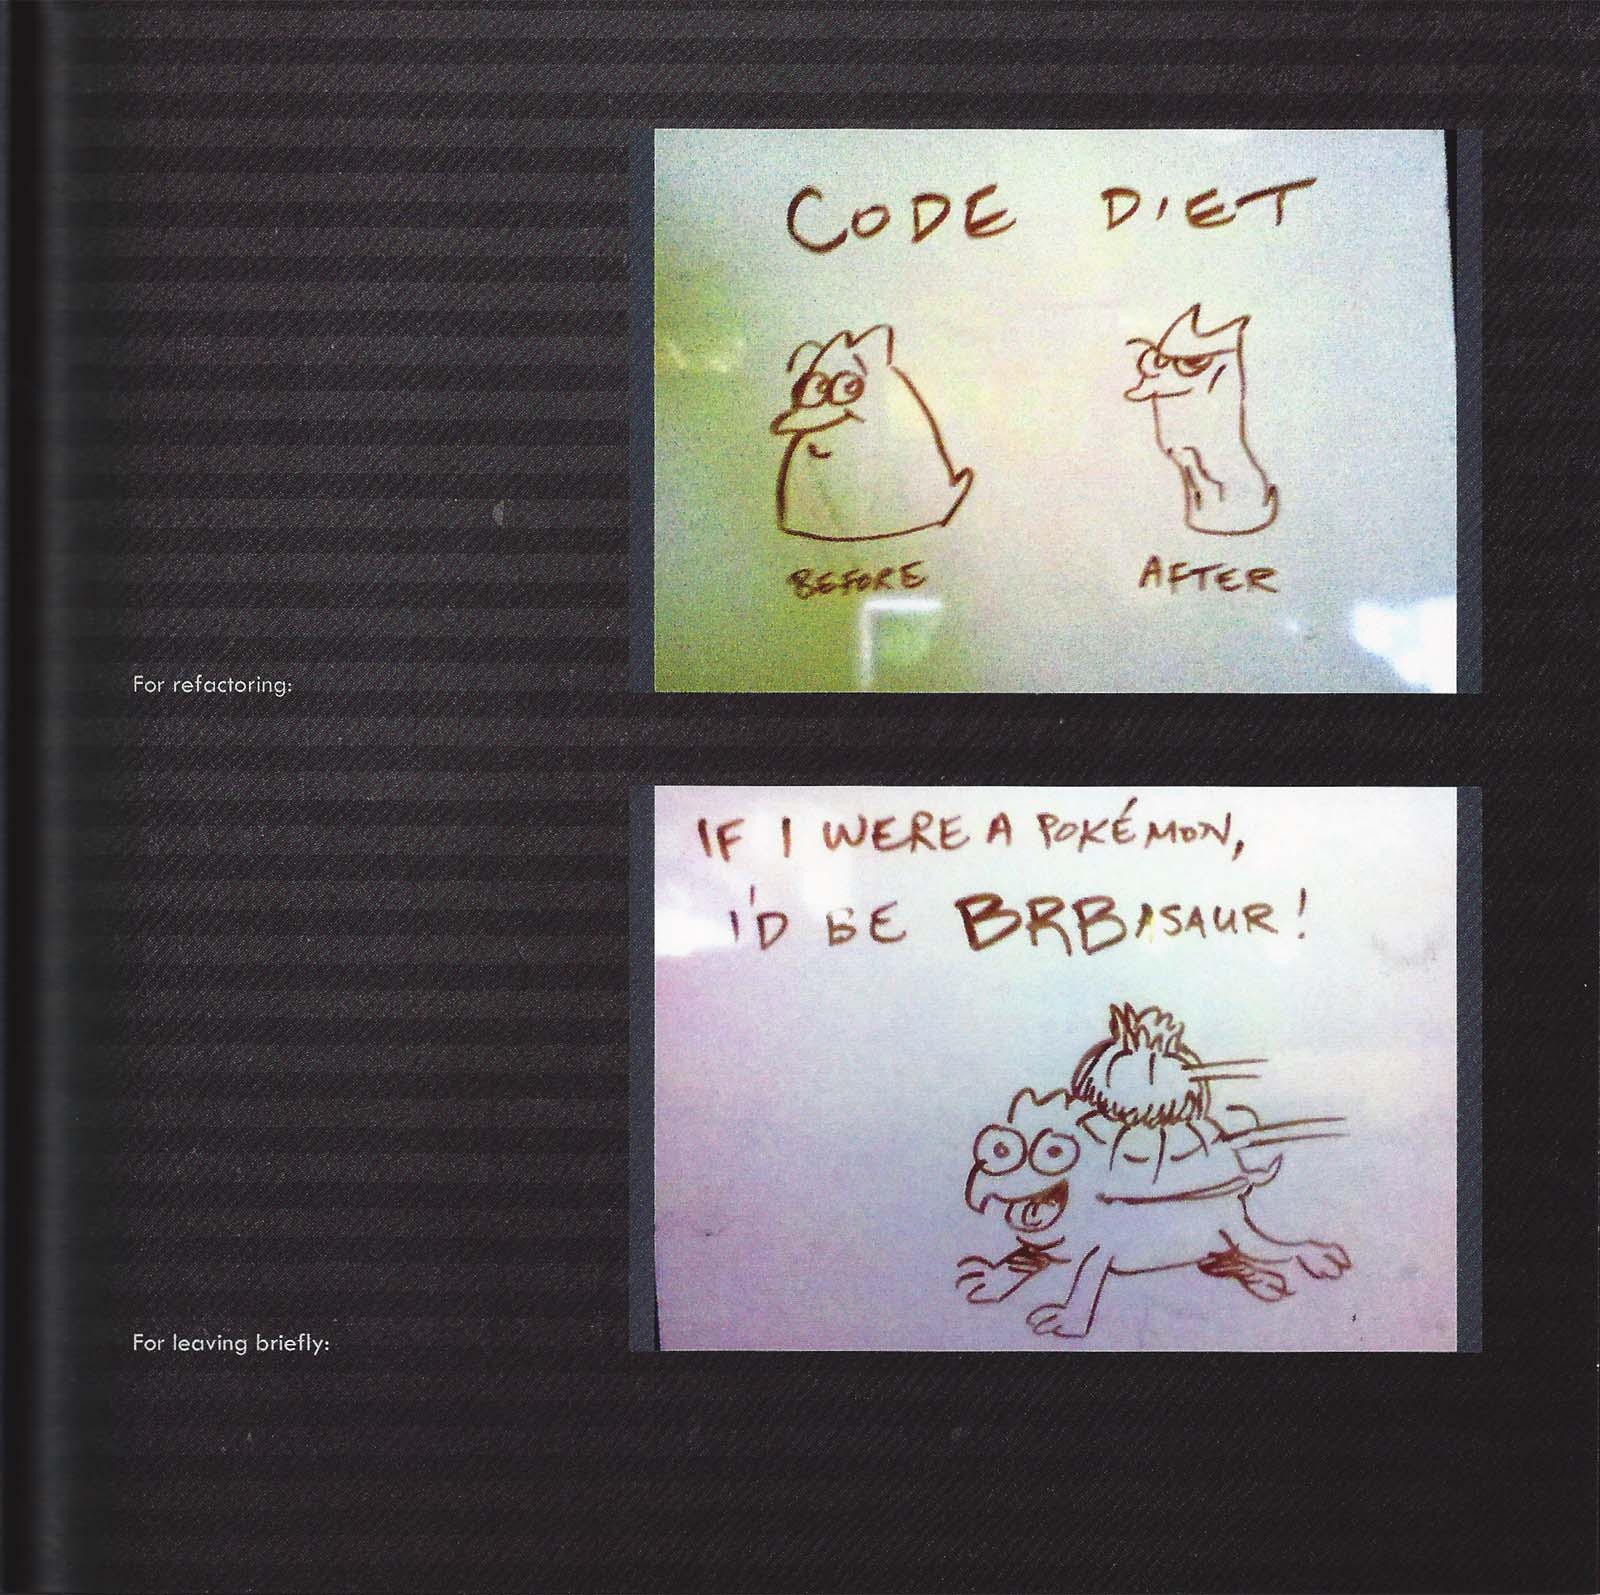 CODE DIET
BEFORE AFTER
For refactoring:
IF I WERE A POKÉMON,
I'D BE BRBASAUR!
For leaving briefly: